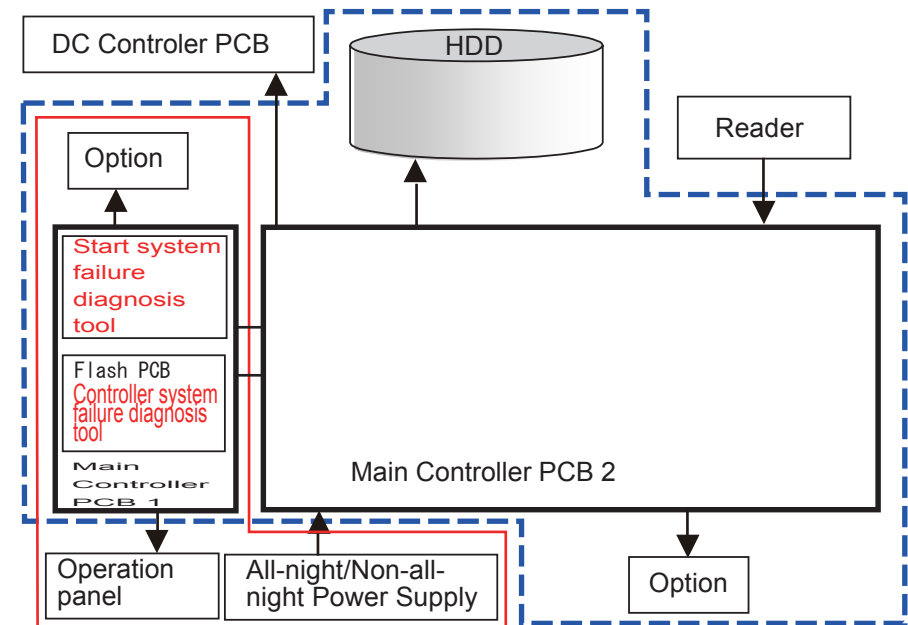 DC Controler PCB
HDD
Reader
Option
Start system
failure
diagnosis
tool
Flash PCB
Controller system
failure diagnosis
tool
Main
Controller
PCB 1
Main Controller PCB 2
Operation
panel
All-night/Non-all-
night Power Supply
Option